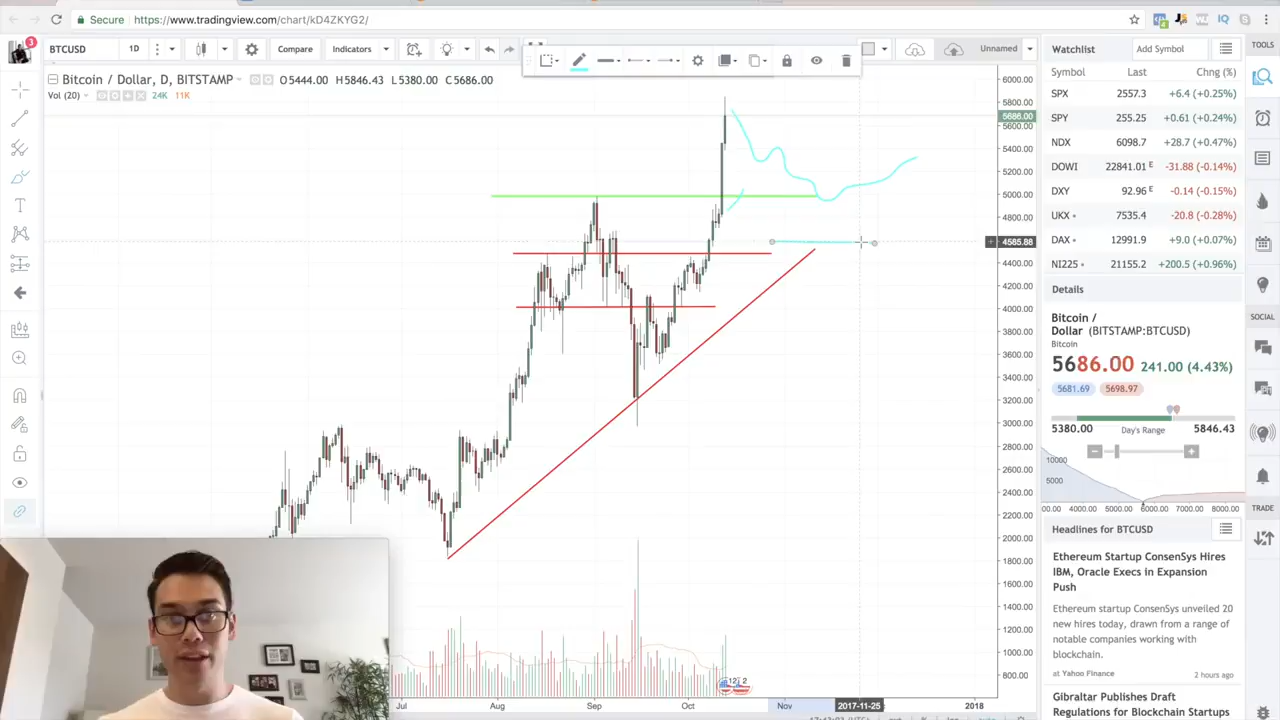 Secure
https://www.tradingview.com/chart/kD4ZKYG2/
3
BTCUSD
1D
Compare
Indicators
Unnamed
Bitcoin / Dollar, D, BITSTAMP
O5444.00 H5846.43 L5380.00 C5686.00
Vol (20)
24K 11K
6000.00
5800.00
5686.00
5600.00
5400.00
5200.00
5000.00
4800.00
4585.88
4400.00
4200.00
4000.00
3800.00
3600.00
3400.00
3200.00
3000.00
2800.00
2600.00
2400.00
2200.00
2000.00
1800.00
1600.00
1400.00
1200.00
1000.00
800.00
Jul
Aug
Sep
Oct
Nov
2017-11-25
2018
Watchlist
Add Symbol
Symbol Last Chng (%)
SPX 2557.3 +6.4 (+0.25%)
SPY 255.25 +0.61 (+0.24%)
NDX 6098.7 +28.7 (+0.47%)
DOWI 22841.01 E -31.88 (-0.14%)
DXY 92.96 E -0.14 (-0.15%)
UKX 7535.4 -20.8 (-0.28%)
DAX 12991.9 +9.0 (+0.07%)
NI225 21155.2 +200.5 (+0.96%)
Details
Bitcoin /
Dollar (BITSTAMP:BTCUSD)
Bitcoin
5686.00 241.00 (4.43%)
5681.69 5698.97
5380.00 Day's Range 5846.43
10000
5000
00.00 4000.00 5000.00 6000.00 7000.00 8000.00
Headlines for BTCUSD
Ethereum Startup ConsenSys Hires
IBM, Oracle Execs in Expansion
Push
Ethereum startup ConsenSys unveiled 20
new hires today, drawn from a range of
notable companies working with
blockchain.
at Yahoo Finance
2 hours ago
Gibraltar Publishes Draft
Regulations for Blockchain Startups
TOOLS
SOCIAL
TRADE
IQ